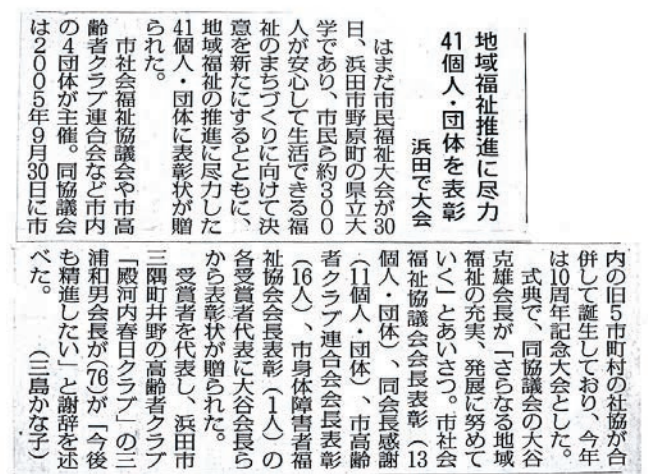 地域福祉推進に尽力
41個人・団体を表彰
浜田で大会
はまだ市民福祉大会が30
日、浜田市野原町の県立大
学であり、市民ら約300
人が安心して生活できる福
祉のまちづくりに向けて決
意を新たにするとともに、
地域福祉の推進に尽力した
41個人・団体に表彰状が贈
られた。
市社会福祉協議会や市高
齢者クラブ連合会など市内
の4団体が主催。同協議会
は2005年9月30日に市
内の旧5市町村の社協が合
併して誕生しており、今年
は10周年記念大会とした。
式典で、同協議会の大谷
克雄会長が「さらなる地域
福祉の充実、発展に努めて
いく」とあいさつ。市社会
福祉協議会会長表彰(13
個人・団体)、同会長感謝
(11個人・団体)、市高齢
者クラブ連合会会長表彰
(16人)、市身体障害者福
祉協会会長表彰(1人)の
各受賞者代表に大谷会長ら
から表彰状が贈られた。
受賞者を代表し、浜田市
三隅町井野の高齢者クラブ
「殿河内春日クラブ」の三
浦和男会長が(76)が「今後
も精進したい」と謝辞を述
べた。(三島かな子)